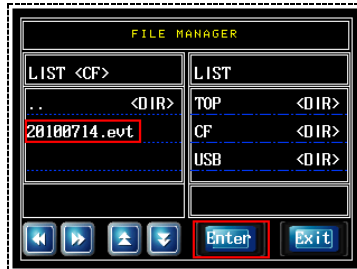 FILE MANAGER
LIST <CF> LIST
.. <DIR> TOP <DIR>
20100714.evt CF <DIR>
USB <DIR>
Enter Exit